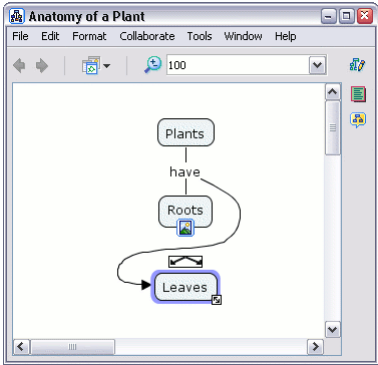 Anatomy of a Plant
File Edit Format Collaborate Tools Window Help
100
Plants
have
Roots
Leaves